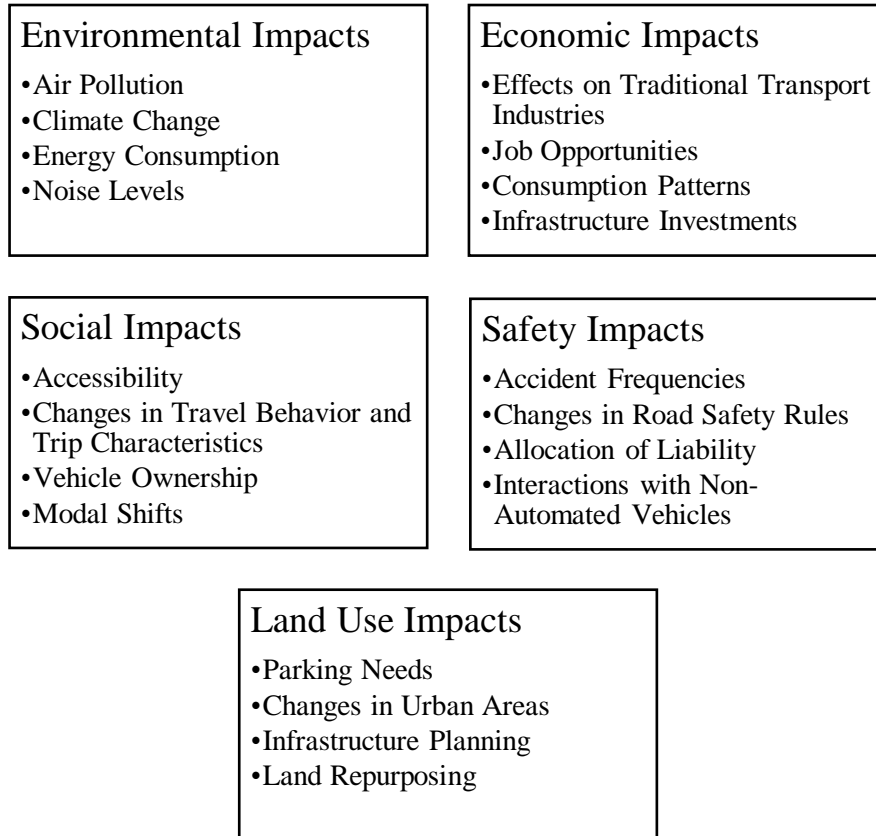 Environmental Impacts
•Air Pollution
•Climate Change
•Energy Consumption
•Noise Levels
Economic Impacts
•Effects on Traditional Transport
Industries
•Job Opportunities
•Consumption Patterns
•Infrastructure Investments
Social Impacts
•Accessibility
•Changes in Travel Behavior and
Trip Characteristics
•Vehicle Ownership
•Modal Shifts
Safety Impacts
•Accident Frequencies
•Changes in Road Safety Rules
•Allocation of Liability
•Interactions with Non-
Automated Vehicles
Land Use Impacts
•Parking Needs
•Changes in Urban Areas
•Infrastructure Planning
•Land Repurposing